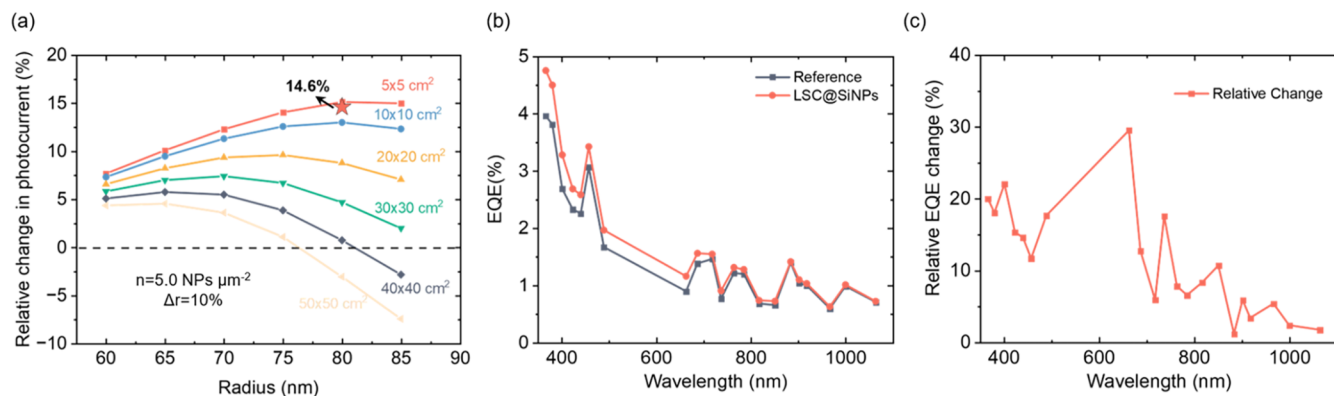 (a)
20
15
10
5
0
−5
−10
60
65
70
75
80
85
90
Relative change in photocurrent (%)
Radius (nm)
14.6%
5x5 cm²
10x10 cm²
20x20 cm²
30x30 cm²
40x40 cm²
50x50 cm²
n=5.0 NPs µm⁻²
Δr=10%
(b)
5
4
3
2
1
0
400
600
800
1000
EQE(%)
Wavelength (nm)
Reference
LSC@SiNPs
(c)
40
30
20
10
0
400
600
800
1000
Relative EQE change (%)
Wavelength (nm)
Relative Change